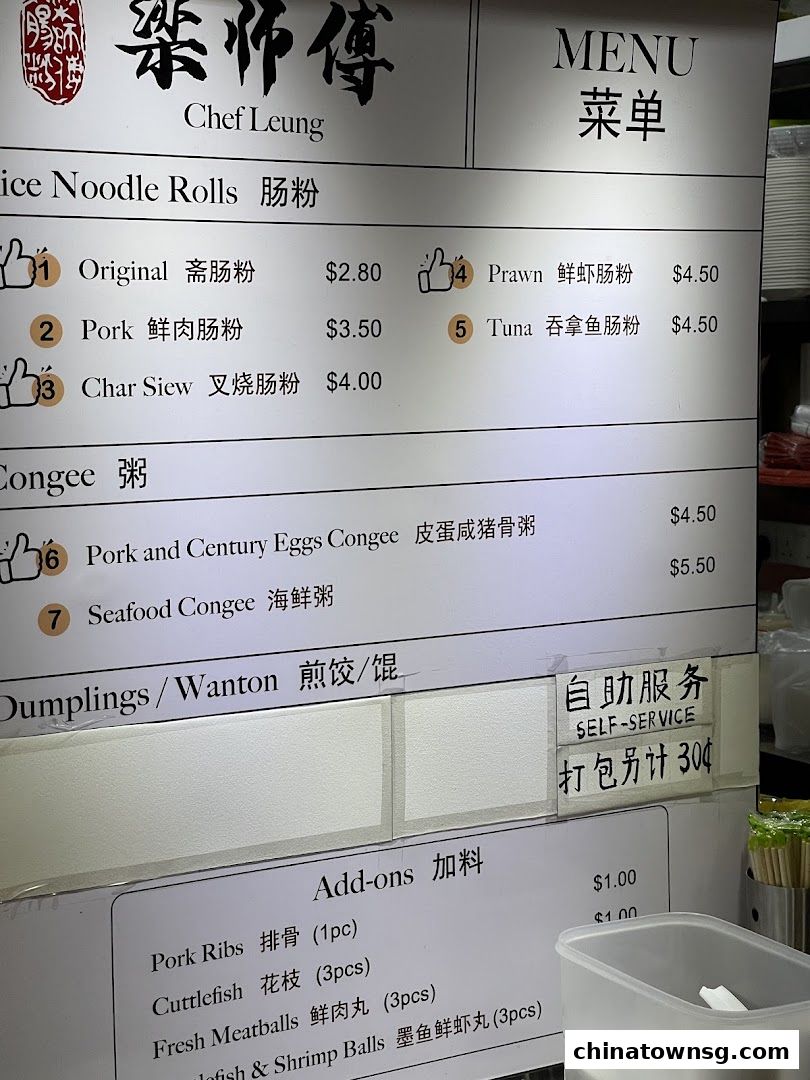 梁师傅
Chef Leung
MENU
菜单
ice Noodle Rolls 肠粉
1 Original 斋肠粉 $2.80
2 Pork 鲜肉肠粉 $3.50
3 Char Siew 叉烧肠粉 $4.00
4 Prawn 鲜虾肠粉 $4.50
5 Tuna 吞拿鱼肠粉 $4.50
Congee 粥
6 Pork and Century Eggs Congee 皮蛋咸猪骨粥 $4.50
7 Seafood Congee 海鲜粥 $5.50
Dumplings / Wanton 煎饺/馄
自助服务
SELF-SERVICE
打包另计 30¢
Add-ons 加料
Pork Ribs 排骨 (1pc) $1.00
Cuttlefish 花枝 (3pcs) $1.00
Fresh Meatballs 鲜肉丸 (3pcs)
lefish & Shrimp Balls 墨鱼鲜虾丸 (3pcs)
chinatownsg.com